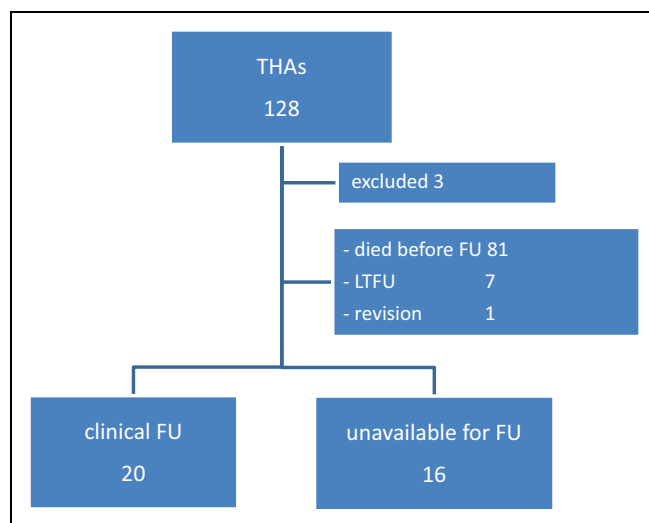 THAs
128
excluded 3
- died before FU 81
- LTFU 7
- revision 1
clinical FU
20
unavailable for FU
16